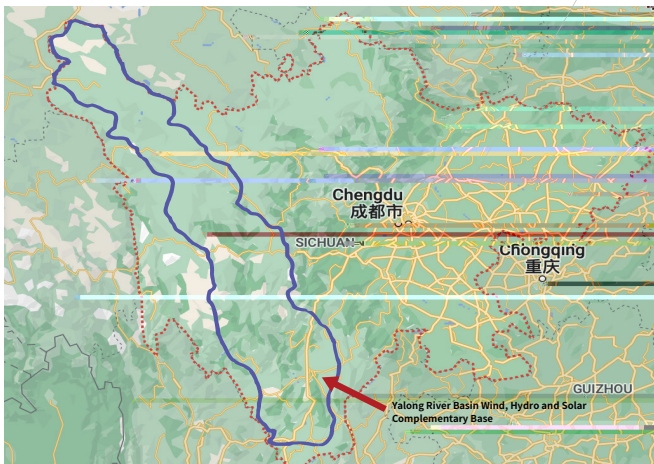 Chengdu
成都市
SICHUAN
Chongqing
重庆
GUIZHOU
Yalong River Basin Wind, Hydro and Solar
Complementary Base